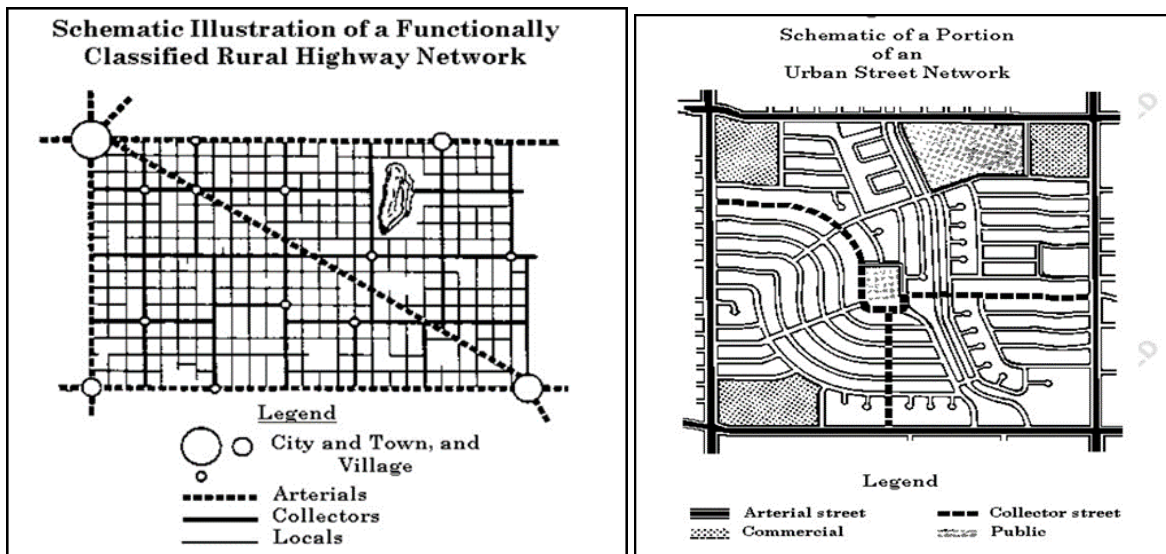 Schematic Illustration of a Functionally
Classified Rural Highway Network
Legend
City and Town, and
Village
Arterials
Collectors
Locals
Schematic of a Portion
of an
Urban Street Network
Legend
Arterial street
Collector street
Commercial
Public